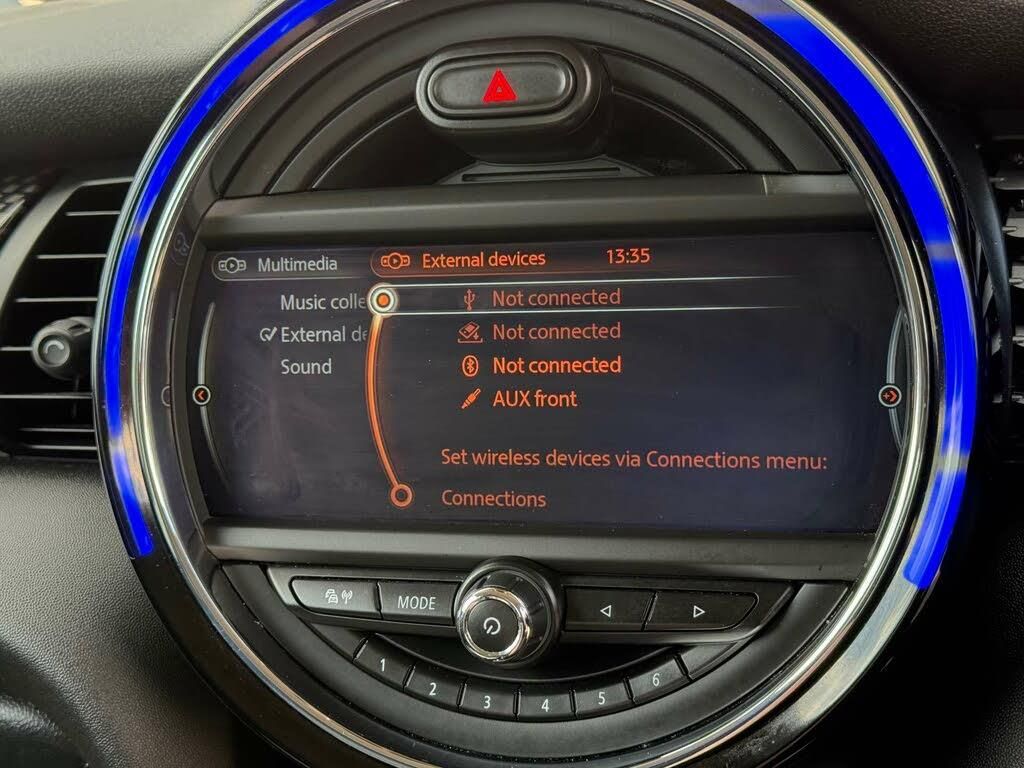 Multimedia
External devices 13:35
Music colle
Not connected
External de
Not connected
Sound
Not connected
AUX front
Set wireless devices via Connections menu:
Connections
MODE
1 2 3 4 5 6